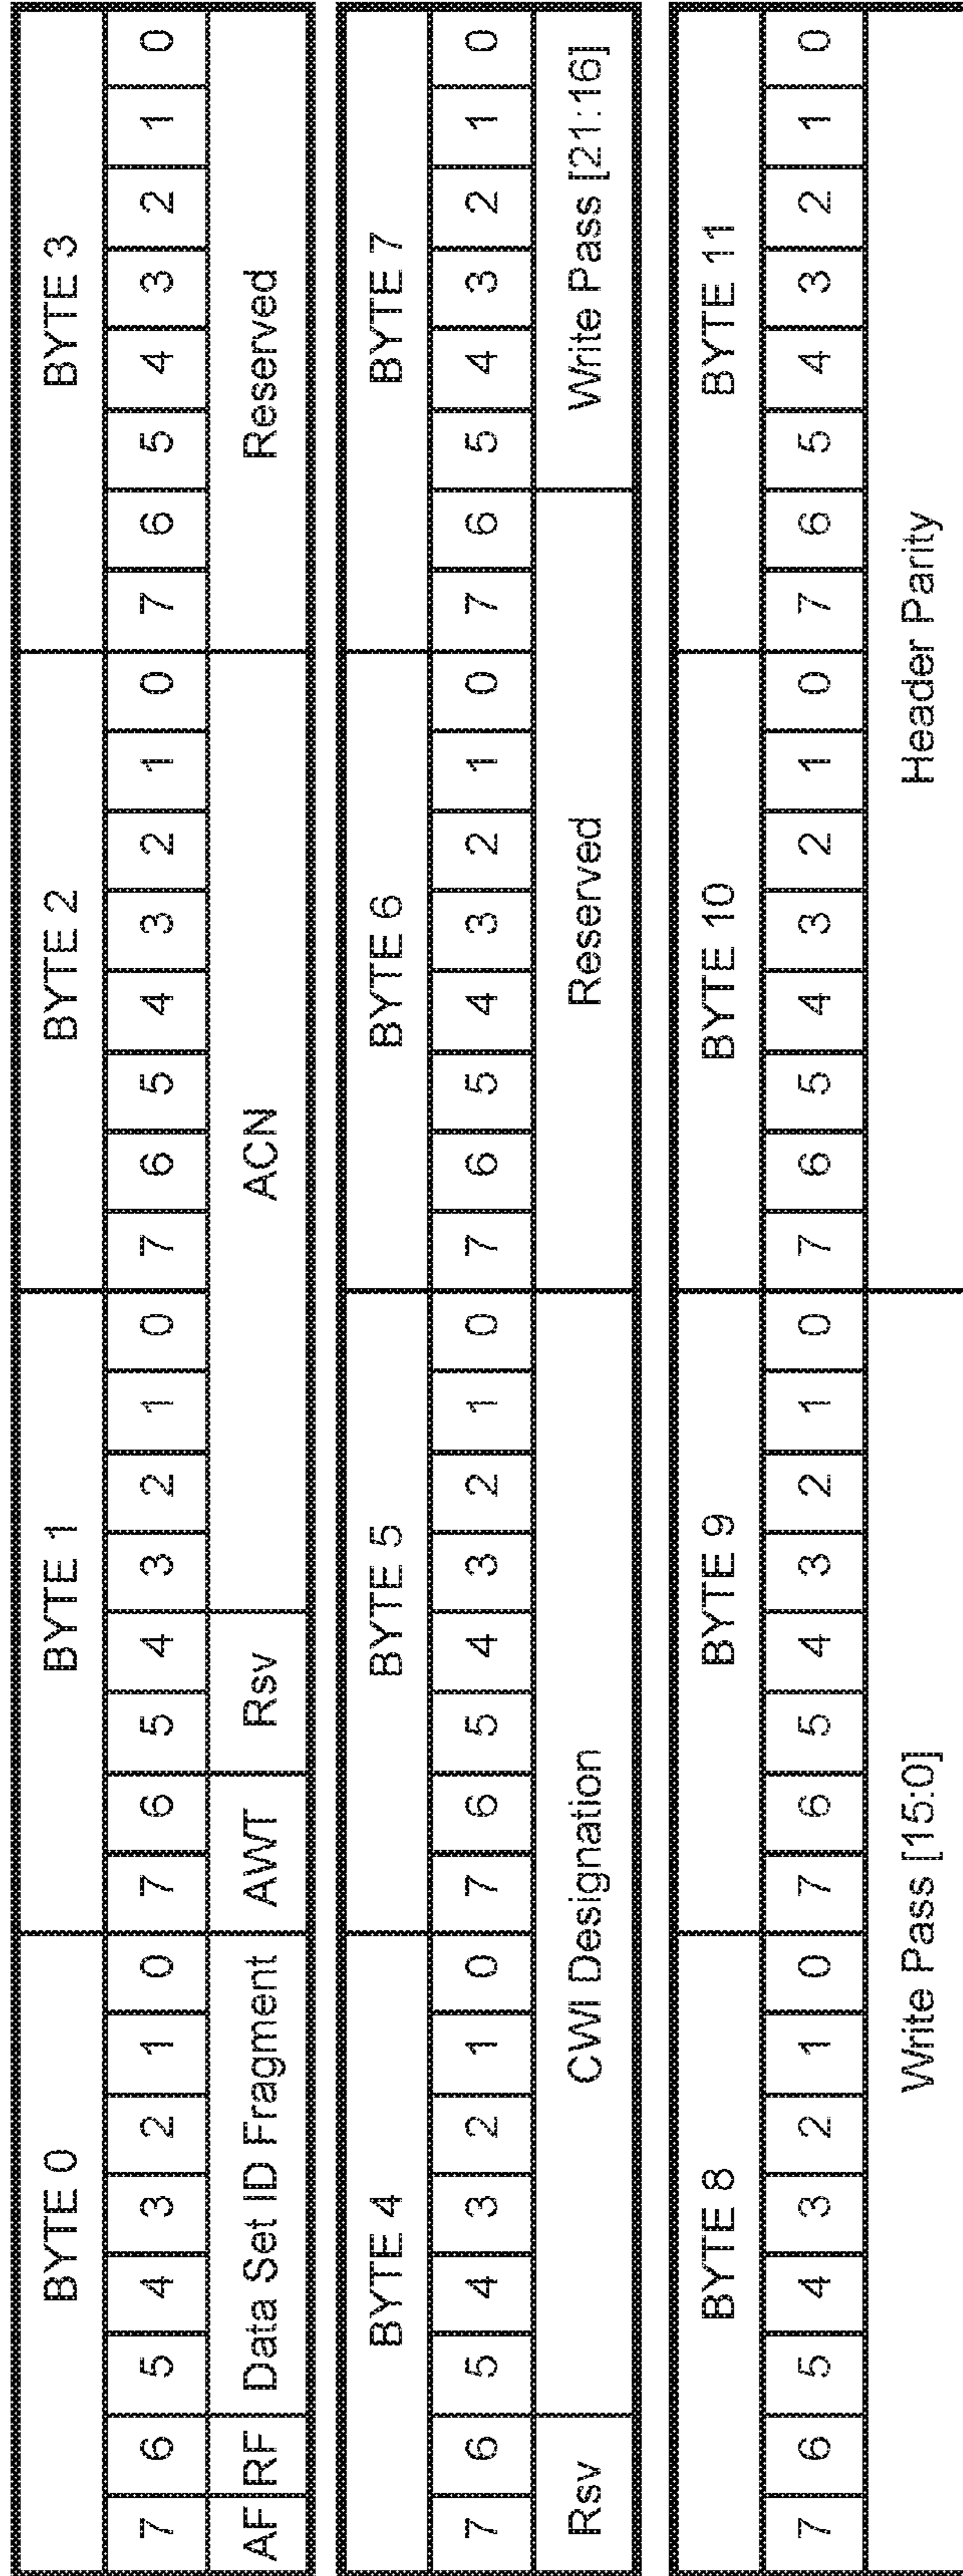 BYTE 0 BYTE 1 BYTE 2 BYTE 3
7 6 5 4 3 2 1 0 7 6 5 4 3 2 1 0 7 6 5 4 3 2 1 0 7 6 5 4 3 2 1 0
AF RF Data Set ID Fragment AWT Rsv ACN Reserved
BYTE 4 BYTE 5 BYTE 6 BYTE 7
7 6 5 4 3 2 1 0 7 6 5 4 3 2 1 0 7 6 5 4 3 2 1 0 7 6 5 4 3 2 1 0
Rsv CWI Designation Reserved Write Pass [21:16]
BYTE 8 BYTE 9 BYTE 10 BYTE 11
7 6 5 4 3 2 1 0 7 6 5 4 3 2 1 0 7 6 5 4 3 2 1 0 7 6 5 4 3 2 1 0
Write Pass [15:0] Header Parity